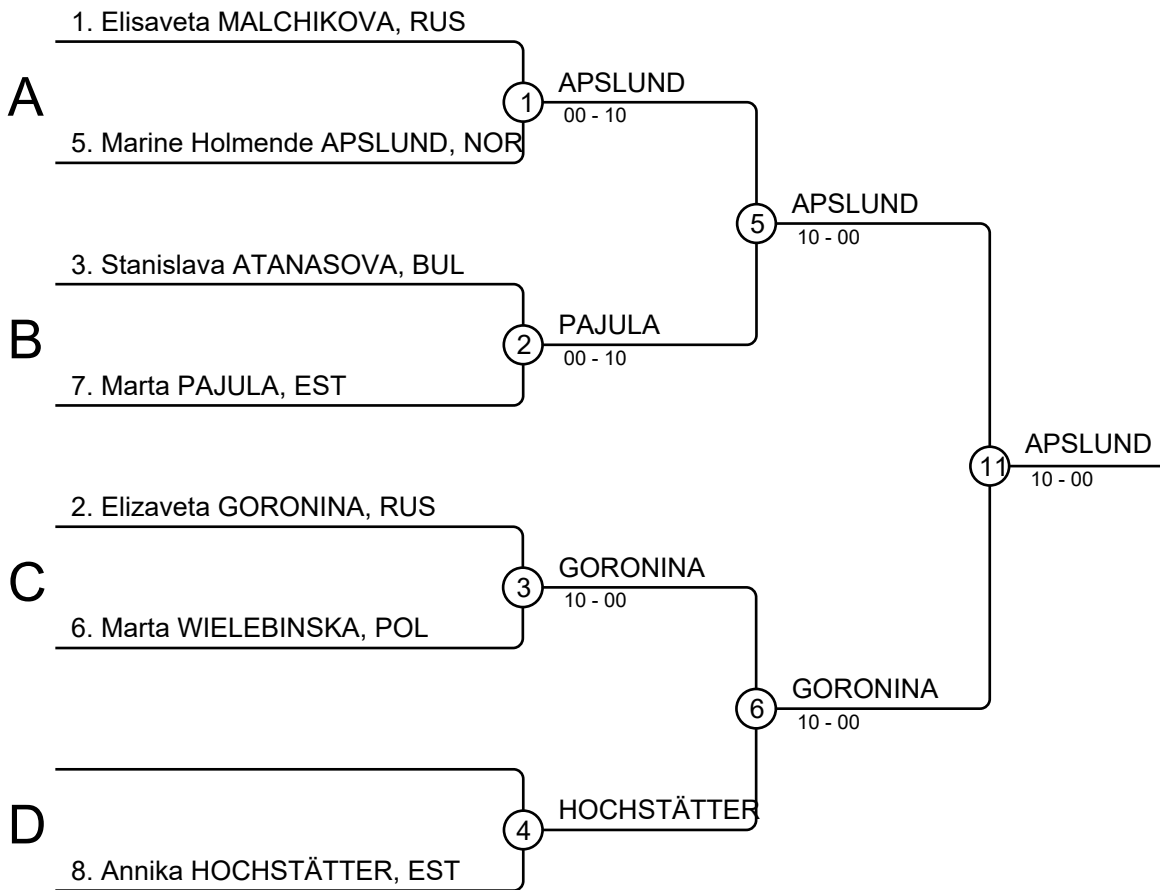 1. Elisaveta MALCHIKOVA, RUS
A
1
APSLUND
00 - 10
5. Marine Holmende APSLUND, NOR
5
APSLUND
10 - 00
3. Stanislava ATANASOVA, BUL
B
2
PAJULA
00 - 10
7. Marta PAJULA, EST
11
APSLUND
10 - 00
2. Elizaveta GORONINA, RUS
C
3
GORONINA
10 - 00
6. Marta WIELEBINSKA, POL
6
GORONINA
10 - 00
D
4
HOCHSTÄTTER
8. Annika HOCHSTÄTTER, EST